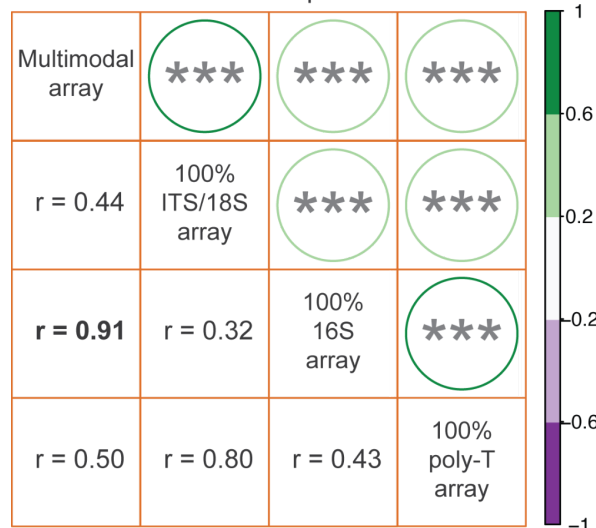 Multimodal
array
***
***
***
r = 0.44
100%
ITS/18S
array
***
***
r = 0.91
r = 0.32
100%
16S
array
***
r = 0.50
r = 0.80
r = 0.43
100%
poly-T
array
1
0.6
0.2
-0.2
-0.6
-1